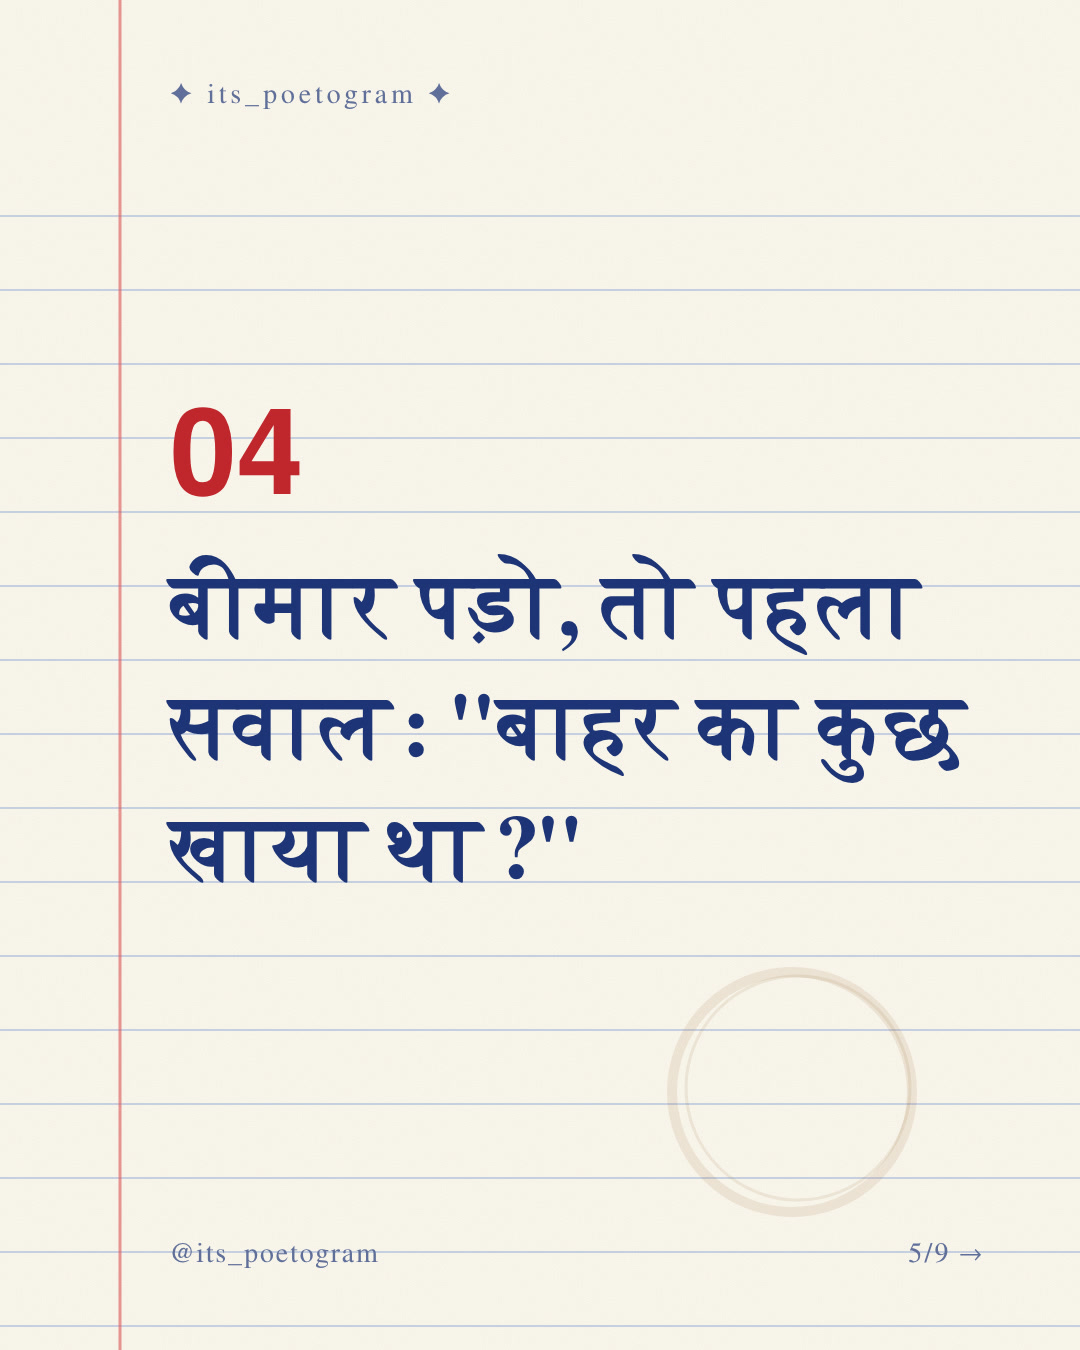 ✦ its_poetogram ✦
04
बीमार पड़ो, तो पहला
सवाल: "बाहर का कुछ
खाया था?"
@its_poetogram
5/9 →